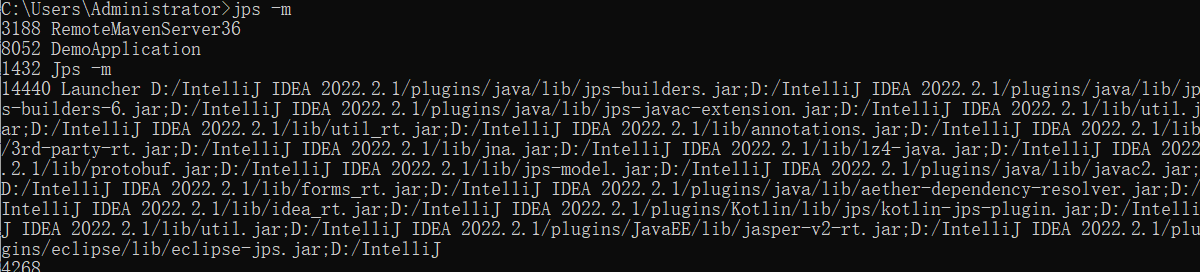 C:\Users\Administrator>jps -m
3188 RemoteMavenServer36
8052 DemoApplication
1432 Jps -m
14440 Launcher D:/IntelliJ IDEA 2022.2.1/plugins/java/lib/jps-builders.jar;D:/IntelliJ IDEA 2022.2.1/plugins/java/lib/jp
s-builders-6.jar;D:/IntelliJ IDEA 2022.2.1/plugins/java/lib/jps-javac-extension.jar;D:/IntelliJ IDEA 2022.2.1/lib/util.j
ar;D:/IntelliJ IDEA 2022.2.1/lib/util_rt.jar;D:/IntelliJ IDEA 2022.2.1/lib/annotations.jar;D:/IntelliJ IDEA 2022.2.1/lib
/3rd-party-rt.jar;D:/IntelliJ IDEA 2022.2.1/lib/jna.jar;D:/IntelliJ IDEA 2022.2.1/lib/lz4-java.jar;D:/IntelliJ IDEA 2022
.2.1/lib/protobuf.jar;D:/IntelliJ IDEA 2022.2.1/lib/jps-model.jar;D:/IntelliJ IDEA 2022.2.1/plugins/java/lib/javac2.jar;
D:/IntelliJ IDEA 2022.2.1/lib/forms_rt.jar;D:/IntelliJ IDEA 2022.2.1/plugins/java/lib/aether-dependency-resolver.jar;D:/
IntelliJ IDEA 2022.2.1/lib/idea_rt.jar;D:/IntelliJ IDEA 2022.2.1/plugins/Kotlin/lib/jps/kotlin-jps-plugin.jar;D:/Intelli
J IDEA 2022.2.1/lib/util.jar;D:/IntelliJ IDEA 2022.2.1/plugins/JavaEE/lib/jasper-v2-rt.jar;D:/IntelliJ IDEA 2022.2.1/plu
gins/eclipse/lib/eclipse-jps.jar;D:/IntelliJ
4268